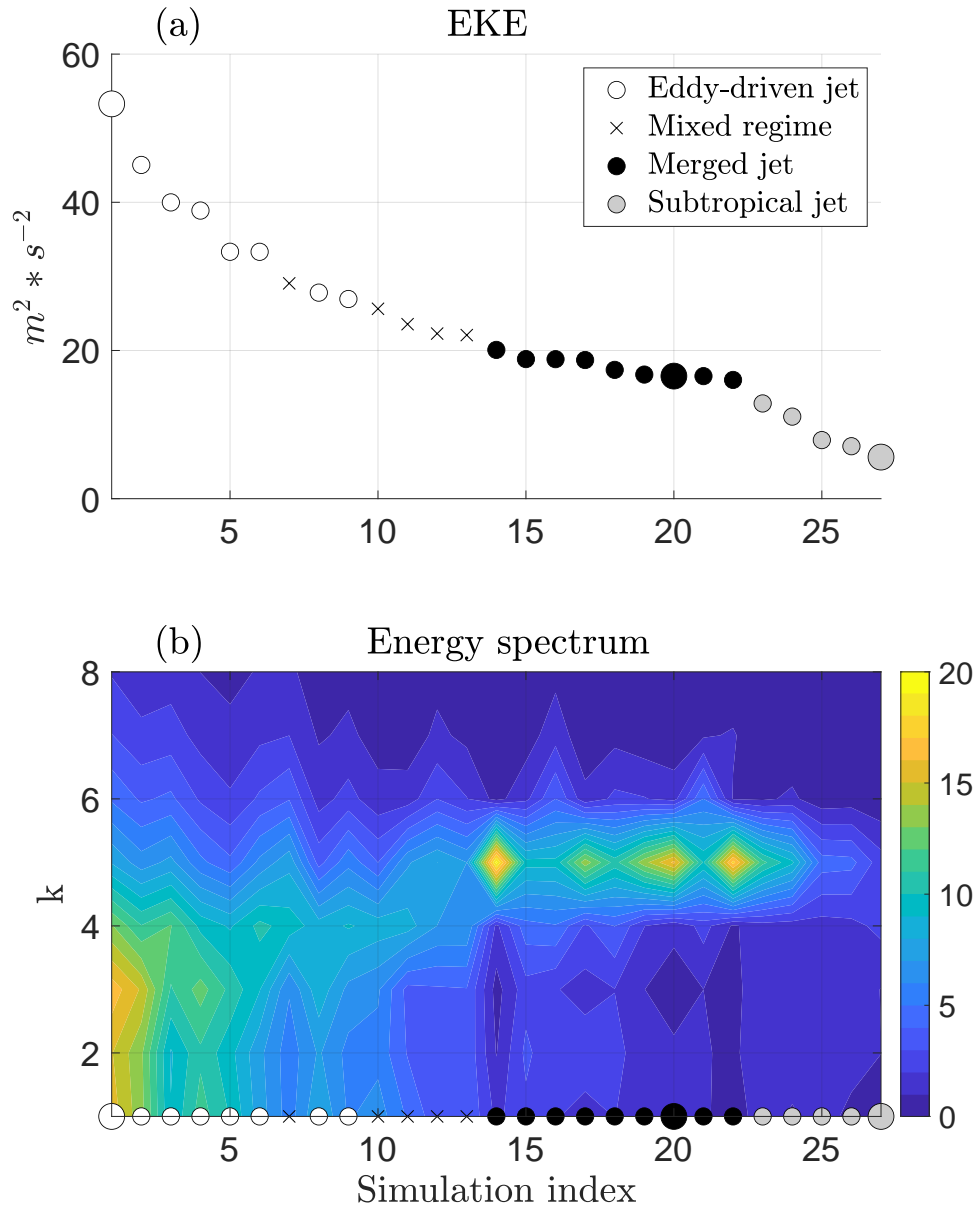 (a) EKE
60
40
20
0
m² * s⁻²
Eddy-driven jet
Mixed regime
Merged jet
Subtropical jet
5 10 15 20 25
(b) Energy spectrum
8
6
4
2
k
20
15
10
5
0
5 10 15 20 25
Simulation index